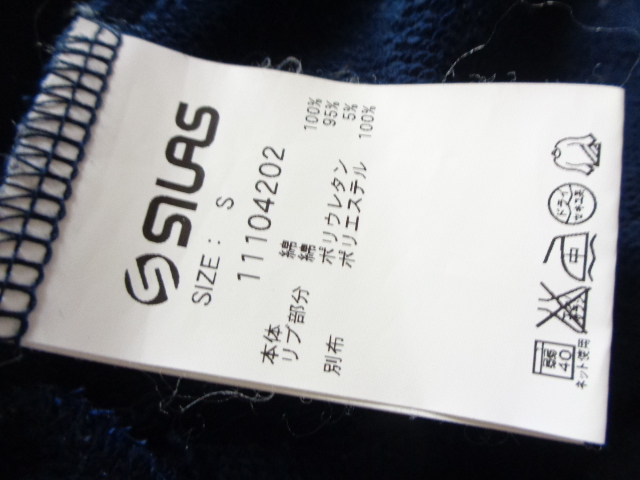 SILAS
SIZE: S
11104202
本体 綿 100%
リブ部分 綿 95%
ポリウレタン 5%
別布 ポリエステル 100%
40
ネット使用
ドライ